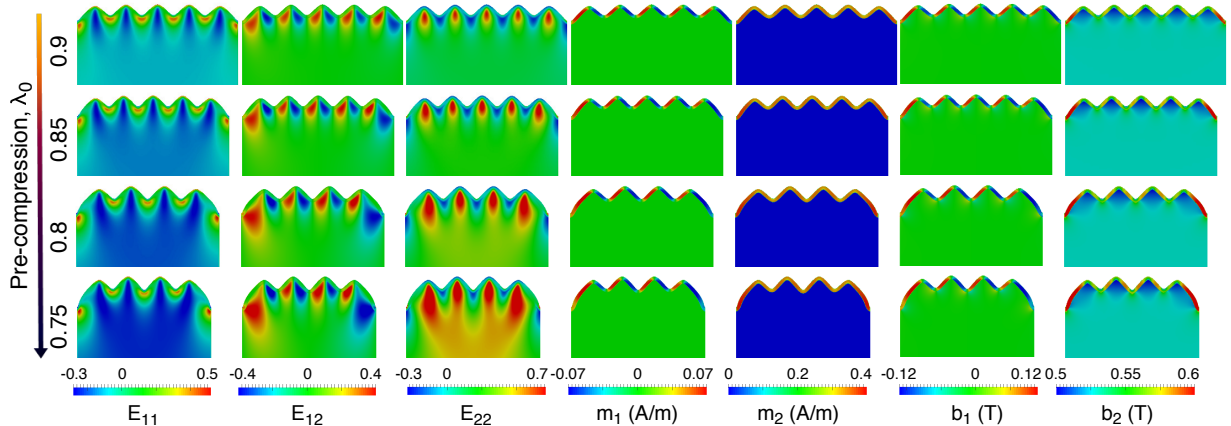 Pre-compression, λ0
0.9
0.85
0.8
0.75
-0.3 0 0.5
-0.4 0 0.4
-0.3 0 0.7
-0.07 0 0.07
0 0.2 0.4
-0.12 0 0.12
0.5 0.55 0.6
E11
E12
E22
m1 (A/m)
m2 (A/m)
b1 (T)
b2 (T)